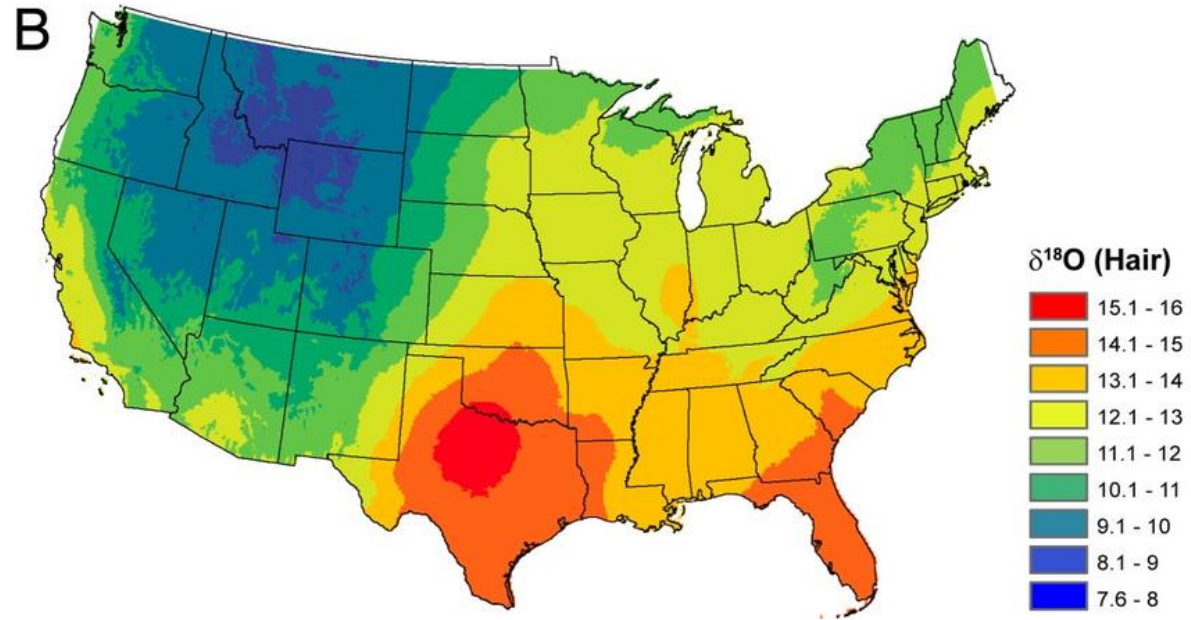 B
δ¹⁸O (Hair)
15.1 - 16
14.1 - 15
13.1 - 14
12.1 - 13
11.1 - 12
10.1 - 11
9.1 - 10
8.1 - 9
7.6 - 8